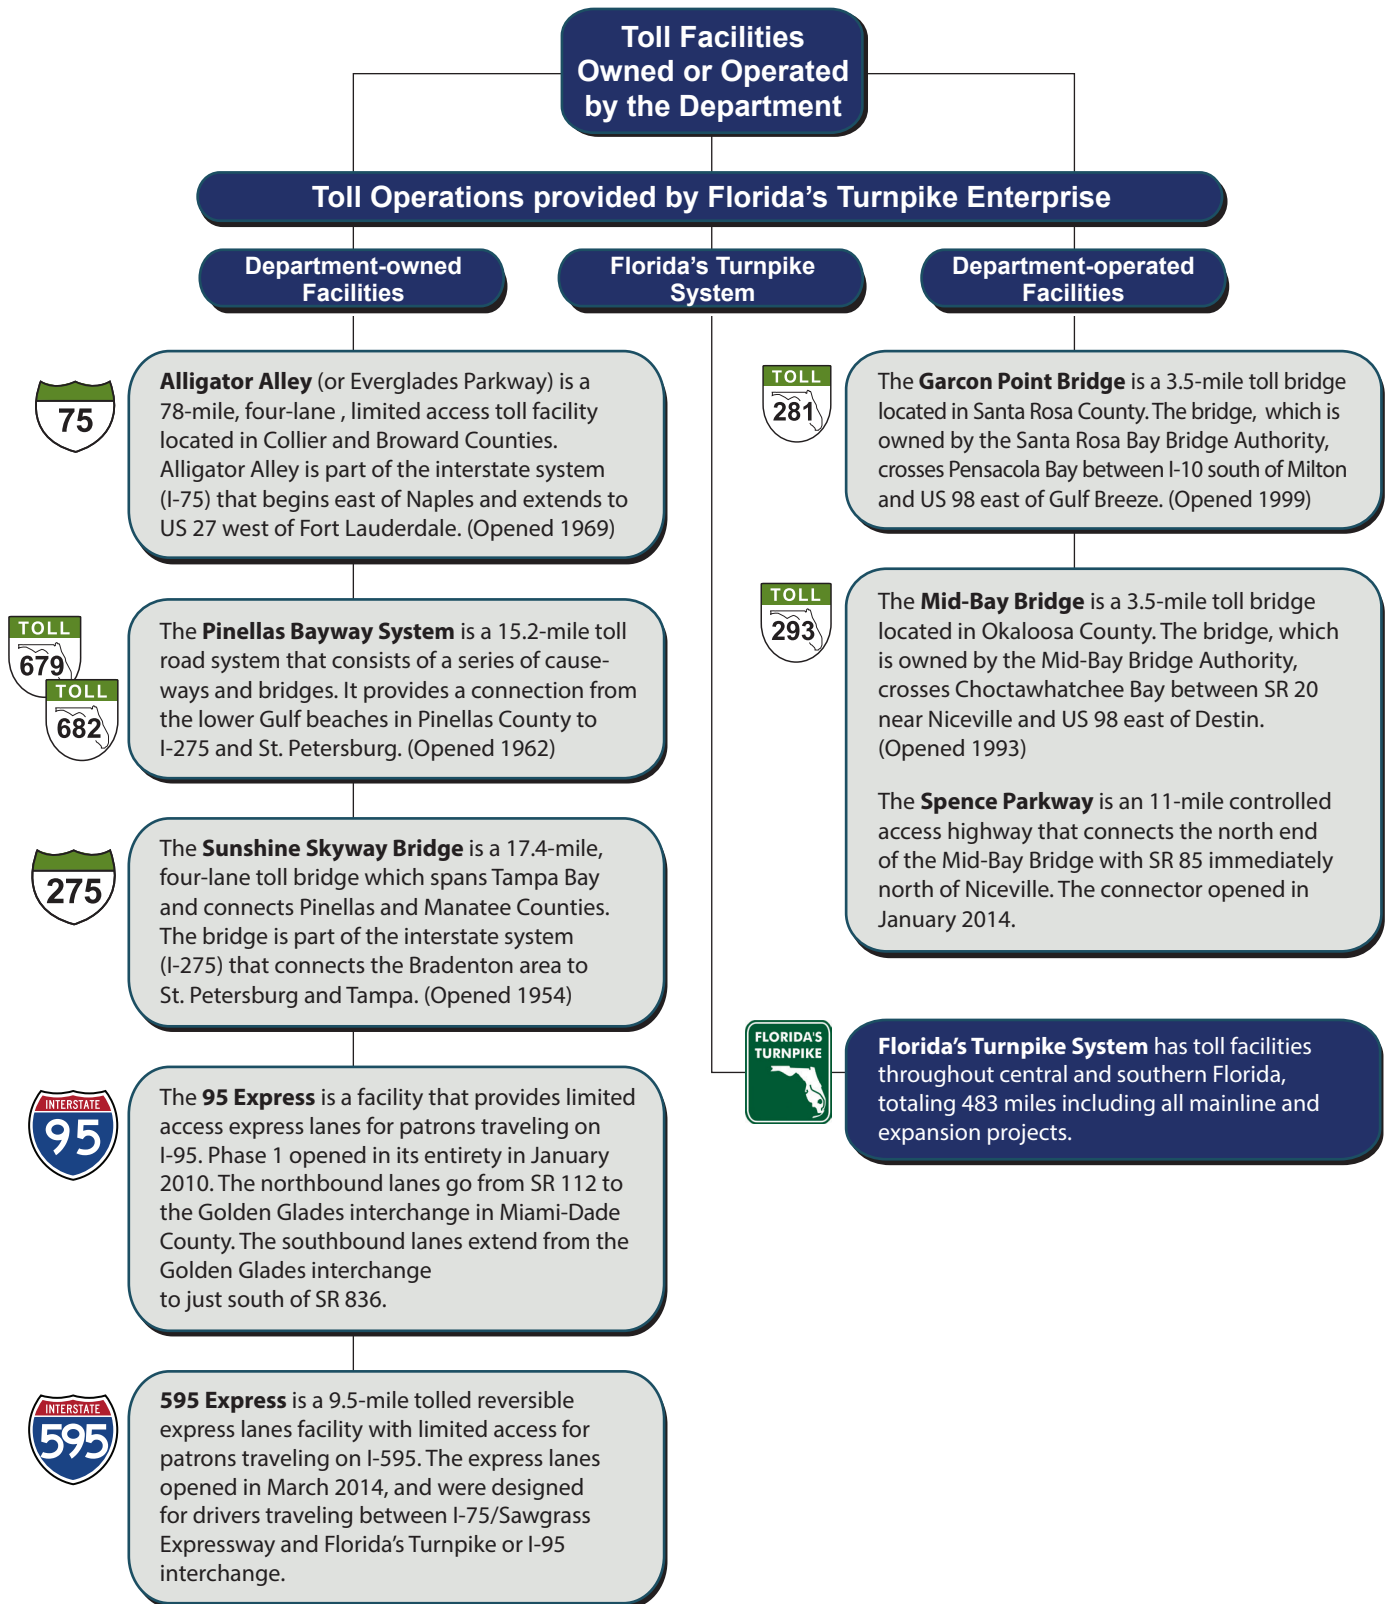 Toll Facilities
Owned or Operated
by the Department
Toll Operations provided by Florida's Turnpike Enterprise
Department-owned
Facilities
Florida's Turnpike
System
Department-operated
Facilities
75
Alligator Alley (or Everglades Parkway) is a
78-mile, four-lane , limited access toll facility
located in Collier and Broward Counties.
Alligator Alley is part of the interstate system
(I-75) that begins east of Naples and extends to
US 27 west of Fort Lauderdale. (Opened 1969)
TOLL
679
TOLL
682
The Pinellas Bayway System is a 15.2-mile toll
road system that consists of a series of cause-
ways and bridges. It provides a connection from
the lower Gulf beaches in Pinellas County to
I-275 and St. Petersburg. (Opened 1962)
275
The Sunshine Skyway Bridge is a 17.4-mile,
four-lane toll bridge which spans Tampa Bay
and connects Pinellas and Manatee Counties.
The bridge is part of the interstate system
(I-275) that connects the Bradenton area to
St. Petersburg and Tampa. (Opened 1954)
INTERSTATE
95
The 95 Express is a facility that provides limited
access express lanes for patrons traveling on
I-95. Phase 1 opened in its entirety in January
2010. The northbound lanes go from SR 112 to
the Golden Glades interchange in Miami-Dade
County. The southbound lanes extend from the
Golden Glades interchange
to just south of SR 836.
INTERSTATE
595
595 Express is a 9.5-mile tolled reversible
express lanes facility with limited access for
patrons traveling on I-595. The express lanes
opened in March 2014, and were designed
for drivers traveling between I-75/Sawgrass
Expressway and Florida's Turnpike or I-95
interchange.
TOLL
281
The Garcon Point Bridge is a 3.5-mile toll bridge
located in Santa Rosa County. The bridge, which is
owned by the Santa Rosa Bay Bridge Authority,
crosses Pensacola Bay between I-10 south of Milton
and US 98 east of Gulf Breeze. (Opened 1999)
TOLL
293
The Mid-Bay Bridge is a 3.5-mile toll bridge
located in Okaloosa County. The bridge, which
is owned by the Mid-Bay Bridge Authority,
crosses Choctawhatchee Bay between SR 20
near Niceville and US 98 east of Destin.
(Opened 1993)
The Spence Parkway is an 11-mile controlled
access highway that connects the north end
of the Mid-Bay Bridge with SR 85 immediately
north of Niceville. The connector opened in
January 2014.
FLORIDA'S
TURNPIKE
Florida's Turnpike System has toll facilities
throughout central and southern Florida,
totaling 483 miles including all mainline and
expansion projects.